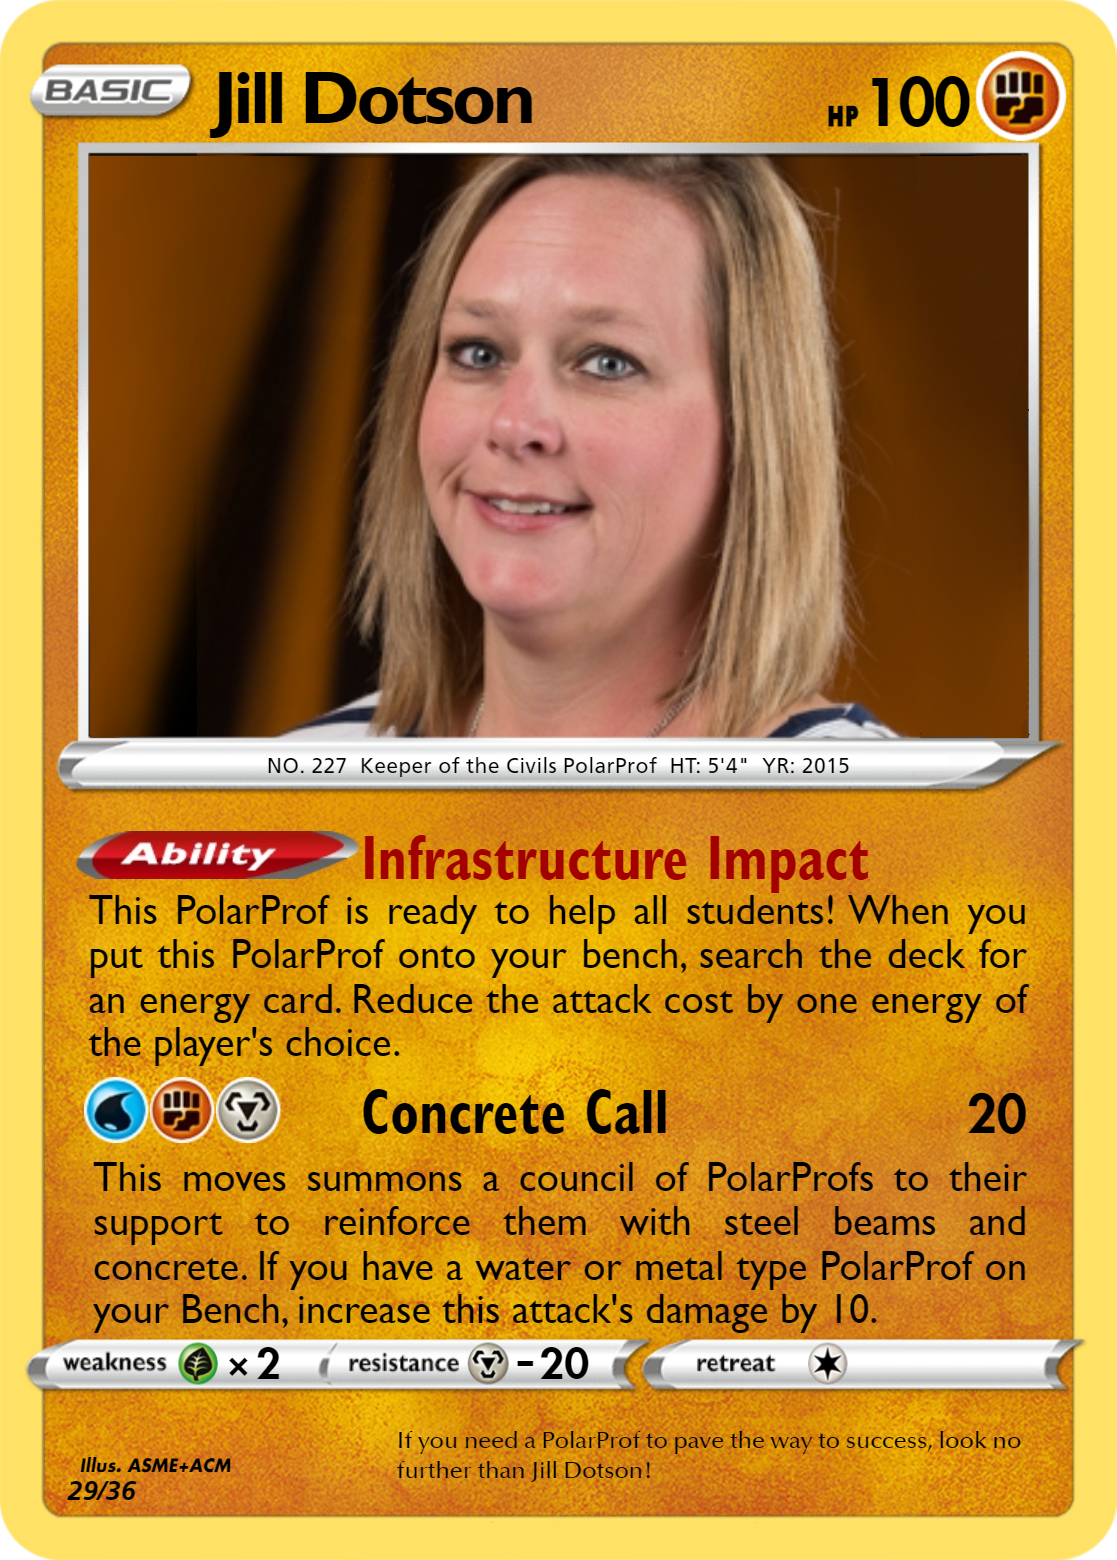 BASIC Jill Dotson HP 100
NO. 227 Keeper of the Civils PolarProf HT: 5'4" YR: 2015
Ability Infrastructure Impact
This PolarProf is ready to help all students! When you
put this PolarProf onto your bench, search the deck for
an energy card. Reduce the attack cost by one energy of
the player's choice.
Concrete Call 20
This moves summons a council of PolarProfs to their
support to reinforce them with steel beams and
concrete. If you have a water or metal type PolarProf on
your Bench, increase this attack's damage by 10.
weakness ×2 resistance -20 retreat
If you need a PolarProf to pave the way to success, look no
further than Jill Dotson!
Illus. ASME+ACM
29/36